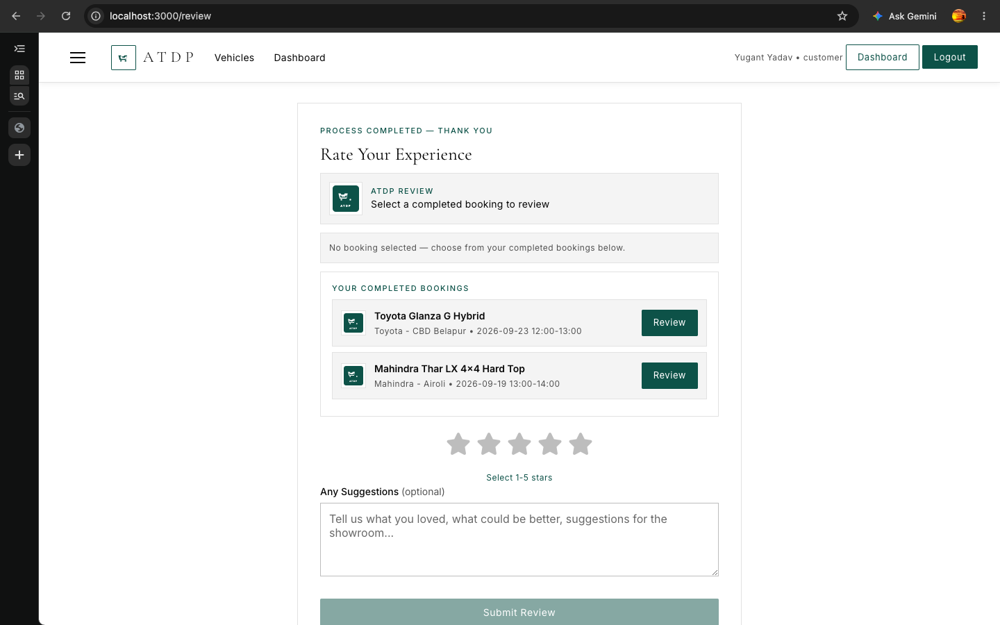 localhost:3000/review
Ask Gemini
ATDP
Vehicles
Dashboard
Yugant Yadav • customer
Dashboard
Logout
PROCESS COMPLETED — THANK YOU
Rate Your Experience
ATDP
ATDP REVIEW
Select a completed booking to review
No booking selected — choose from your completed bookings below.
YOUR COMPLETED BOOKINGS
ATDP
Toyota Glanza G Hybrid
Toyota - CBD Belapur • 2026-09-23 12:00-13:00
Review
ATDP
Mahindra Thar LX 4×4 Hard Top
Mahindra - Airoli • 2026-09-19 13:00-14:00
Review
Select 1-5 stars
Any Suggestions (optional)
Tell us what you loved, what could be better, suggestions for the
showroom...
Submit Review